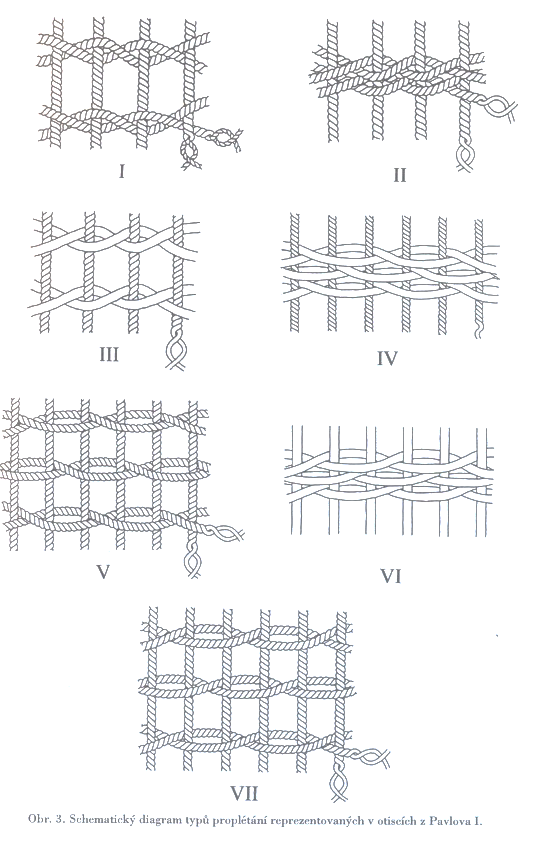 I
II
III
IV
V
VI
VII
Obr. 3. Schematický diagram typů proplétání reprezentovaných v otiscích z Pavlova I.